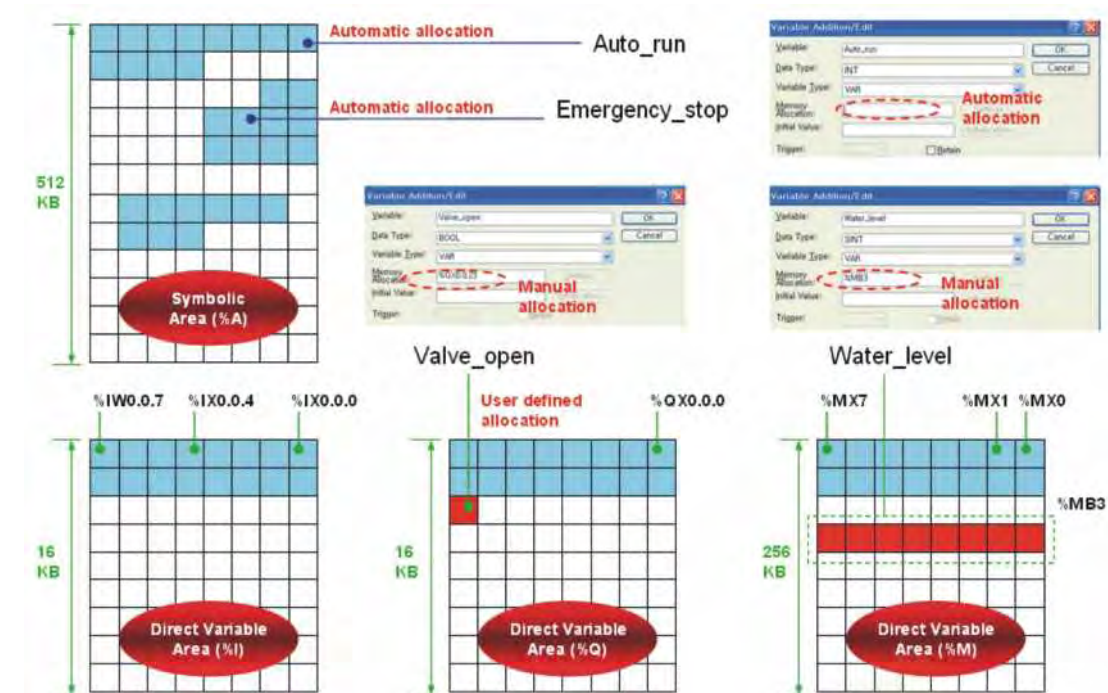 Automatic allocation
Auto_run
Automatic allocation
Emergency_stop
512
KB
Symbolic
Area (%A)
Variable Addition/Edit
Variable:
Auto_run
OK
Data Type:
INT
Cancel
Variable Type:
VAR
Memory
Allocation:
Automatic
allocation
Initial Value:
Trigger:
Retain
Variable Addition/Edit
Variable:
Valve_open
OK
Data Type:
BOOL
Cancel
Variable Type:
VAR
Memory
Allocation:
Manual
allocation
Initial Value:
Trigger:
Variable Addition/Edit
Variable:
Water_level
OK
Data Type:
SINT
Cancel
Variable Type:
VAR
Memory
Allocation:
%MB3
Manual
allocation
Initial Value:
Trigger:
Valve_open
Water_level
%IW0.0.7 %IX0.0.4 %IX0.0.0
User defined
allocation
%QX0.0.0
%MX7 %MX1 %MX0
%MB3
16
KB
Direct Variable
Area (%I)
16
KB
Direct Variable
Area (%Q)
256
KB
Direct Variable
Area (%M)